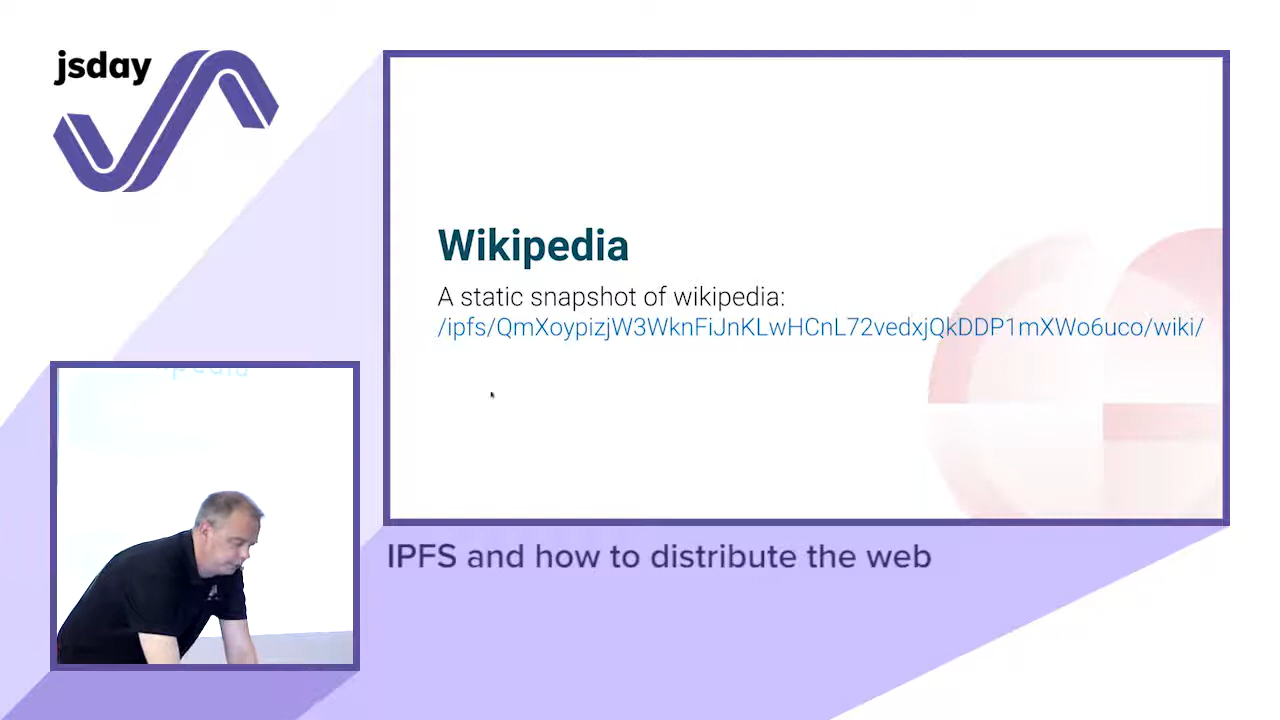 jsday
Wikipedia
A static snapshot of wikipedia:
/ipfs/QmXoypizjW3WknFiJnKLwHCnL72vedxjQkDDP1mXWo6uco/wiki/
IPFS and how to distribute the web